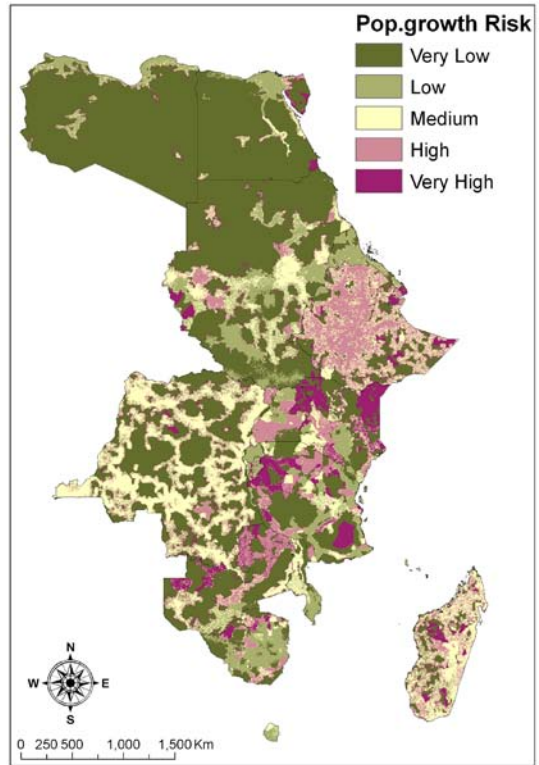 Pop.growth Risk
Very Low
Low
Medium
High
Very High
N
W E
S
0 250 500 1,000 1,500 Km